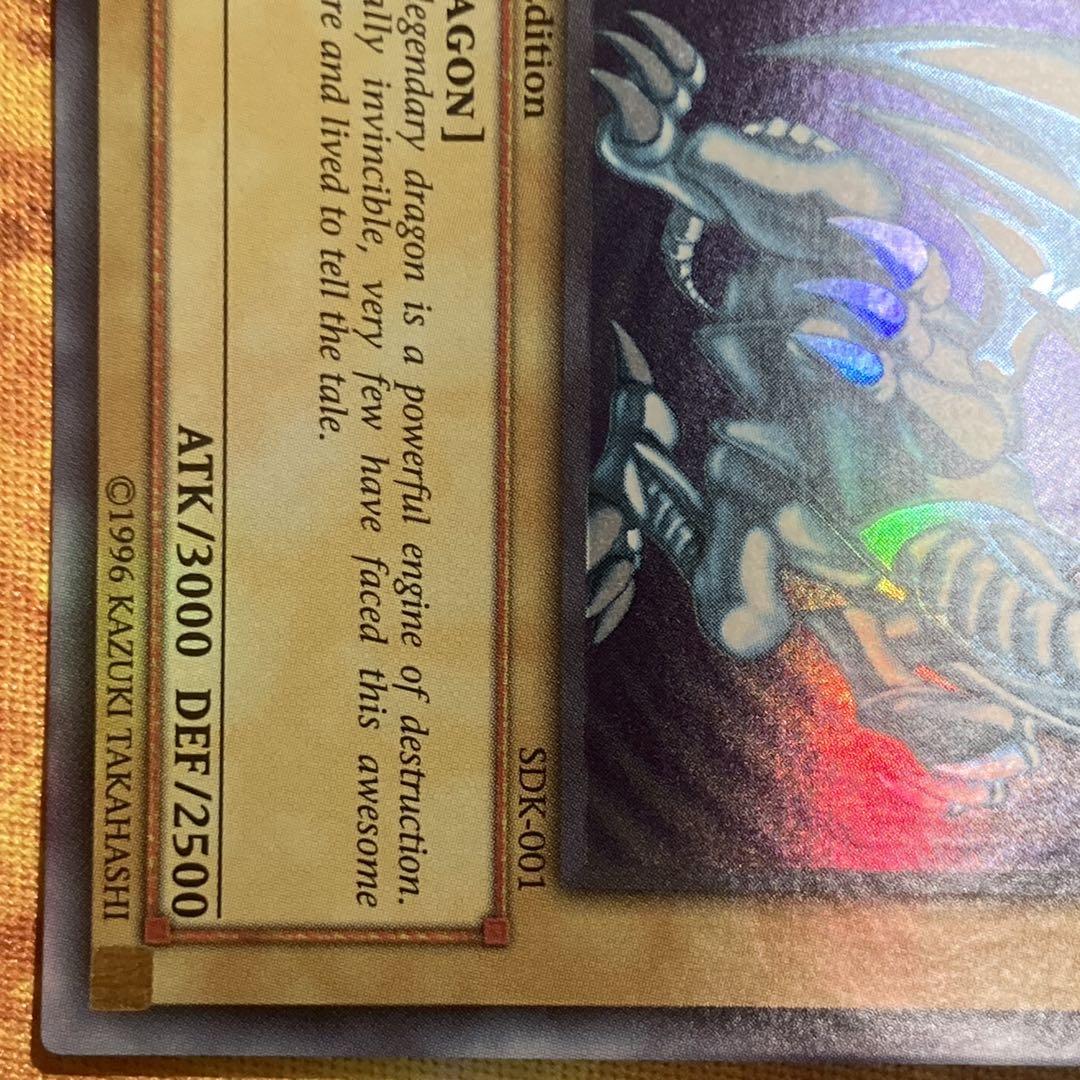 dition
SDK-001
AGON]
legendary dragon is a powerful engine of destruction.
ally invincible, very few have faced this awesome
re and lived to tell the tale.
ATK/3000 DEF/2500
©1996 KAZUKI TAKAHASHI